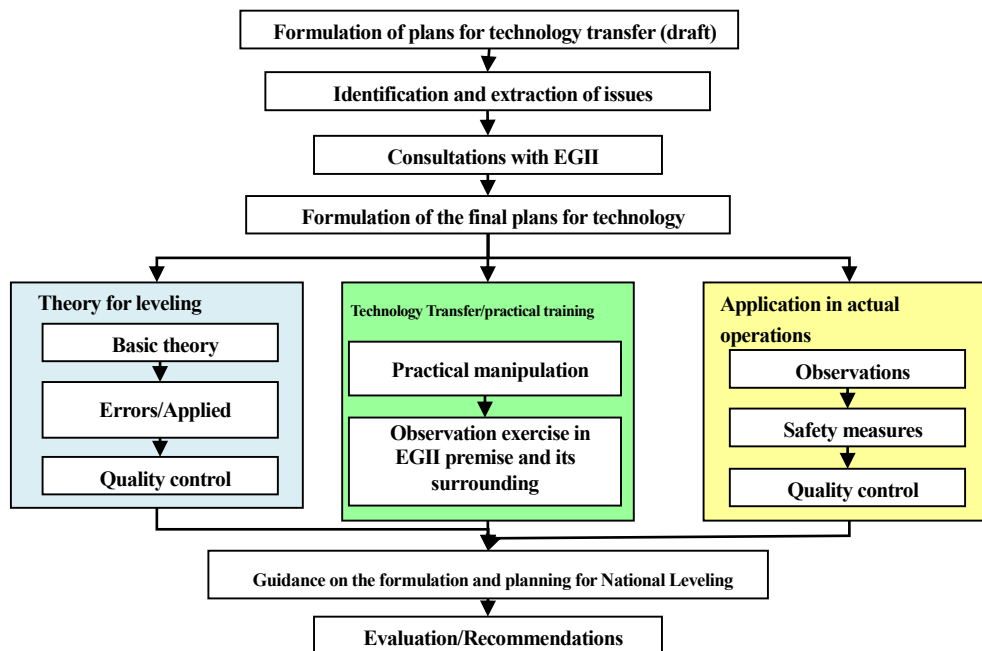 Formulation of plans for technology transfer (draft)
Identification and extraction of issues
Consultations with EGII
Formulation of the final plans for technology
Theory for leveling
Basic theory
Errors/Applied
Quality control
Technology Transfer/practical training
Practical manipulation
Observation exercise in
EGII premise and its
surrounding
Application in actual
operations
Observations
Safety measures
Quality control
Guidance on the formulation and planning for National Leveling
Evaluation/Recommendations